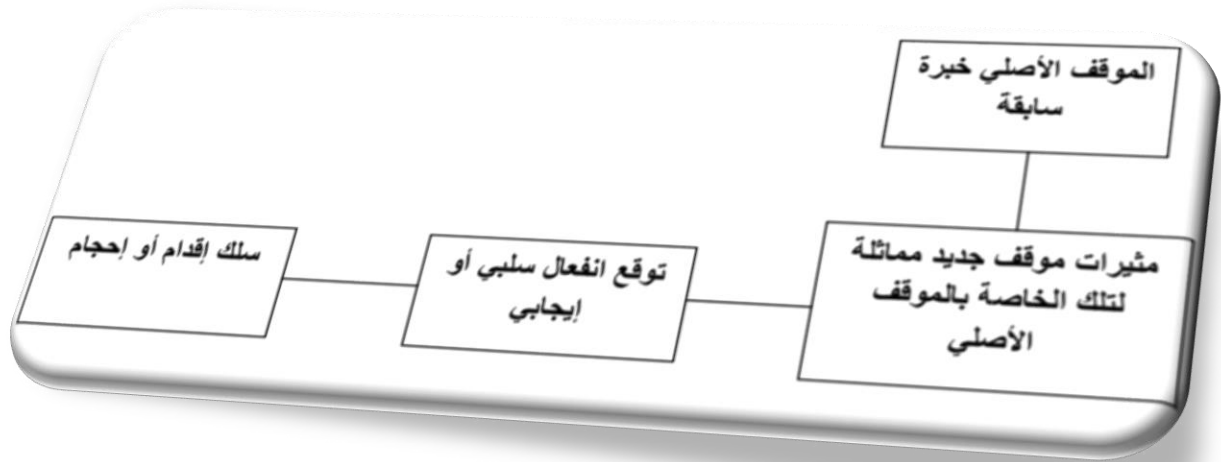 الموقف الأصلي خبرة
سابقة
مثيرات موقف جديد مماثلة
لتلك الخاصة بالموقف
الأصلي
توقع انفعال سلبي أو
إيجابي
سلك إقدام أو إحجام